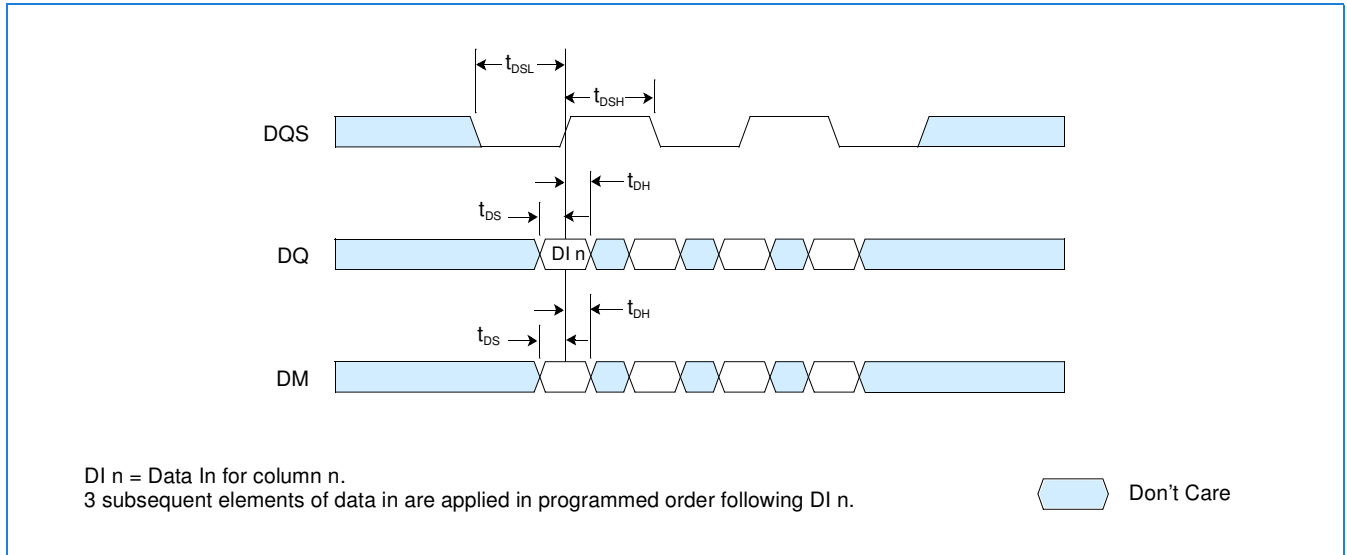 tDSL
tDSH
DQS
tDH
tDS
DQ
DI n
tDH
tDS
DM
DI n = Data In for column n.
3 subsequent elements of data in are applied in programmed order following DI n.
Don't Care